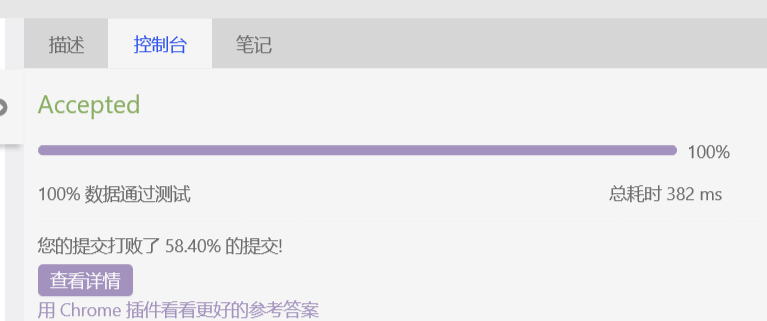 描述 控制台 笔记
Accepted
100%
100% 数据通过测试 总耗时 382 ms
您的提交打败了 58.40% 的提交!
查看详情
用 Chrome 插件看看更好的参考答案